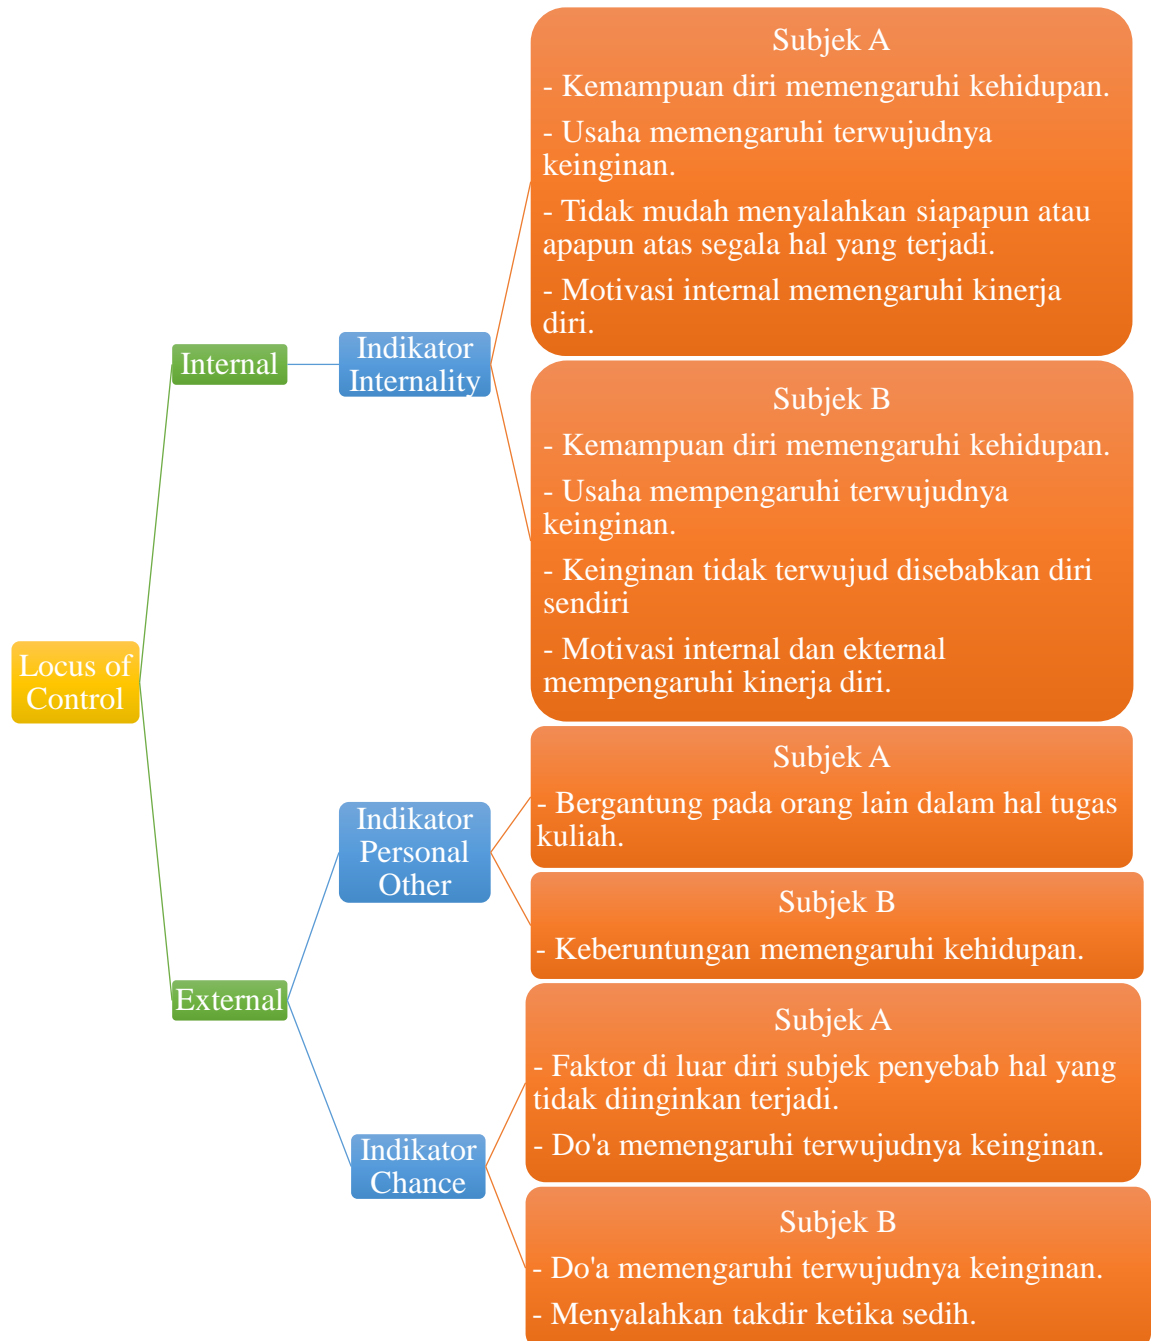 Locus of
Control
Internal
Indikator
Internality
Subjek A
- Kemampuan diri memengaruhi kehidupan.
- Usaha memengaruhi terwujudnya
keinginan.
- Tidak mudah menyalahkan siapapun atau
apapun atas segala hal yang terjadi.
- Motivasi internal memengaruhi kinerja
diri.
Subjek B
- Kemampuan diri memengaruhi kehidupan.
- Usaha mempengaruhi terwujudnya
keinginan.
- Keinginan tidak terwujud disebabkan diri
sendiri
- Motivasi internal dan ekternal
mempengaruhi kinerja diri.
External
Indikator
Personal
Other
Subjek A
- Bergantung pada orang lain dalam hal tugas
kuliah.
Subjek B
- Keberuntungan memengaruhi kehidupan.
Indikator
Chance
Subjek A
- Faktor di luar diri subjek penyebab hal yang
tidak diinginkan terjadi.
- Do'a memengaruhi terwujudnya keinginan.
Subjek B
- Do'a memengaruhi terwujudnya keinginan.
- Menyalahkan takdir ketika sedih.